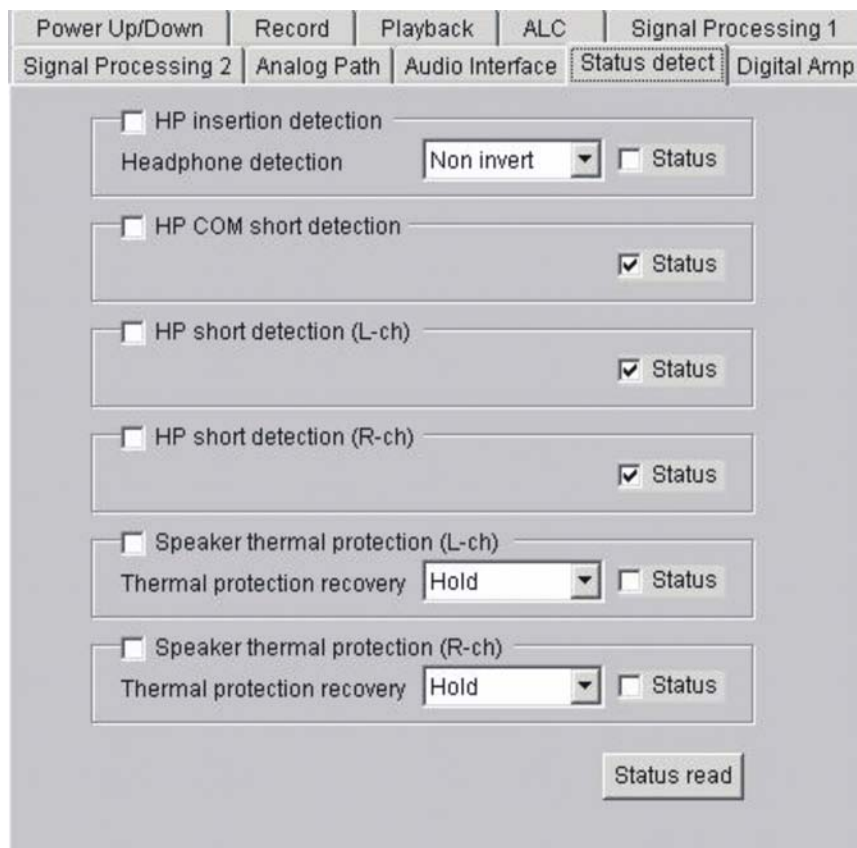 Power Up/Down Record Playback ALC Signal Processing 1
Signal Processing 2 Analog Path Audio Interface Status detect Digital Amp
HP insertion detection
Headphone detection Non invert Status
HP COM short detection
Status
HP short detection (L-ch)
Status
HP short detection (R-ch)
Status
Speaker thermal protection (L-ch)
Thermal protection recovery Hold Status
Speaker thermal protection (R-ch)
Thermal protection recovery Hold Status
Status read